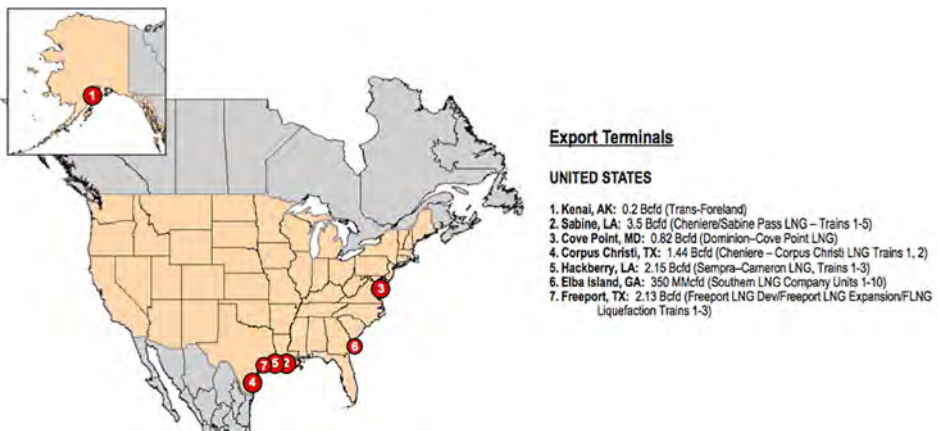 1
3
6
7 5 2
4
Export Terminals
UNITED STATES
1. Kenai, AK: 0.2 Bcfd (Trans-Foreland)
2. Sabine, LA: 3.5 Bcfd (Cheniere/Sabine Pass LNG – Trains 1-5)
3. Cove Point, MD: 0.82 Bcfd (Dominion–Cove Point LNG)
4. Corpus Christi, TX: 1.44 Bcfd (Cheniere – Corpus Christi LNG Trains 1, 2)
5. Hackberry, LA: 2.15 Bcfd (Sempra–Cameron LNG, Trains 1-3)
6. Elba Island, GA: 350 MMcfd (Southern LNG Company Units 1-10)
7. Freeport, TX: 2.13 Bcfd (Freeport LNG Dev/Freeport LNG Expansion/FLNG
Liquefaction Trains 1-3)